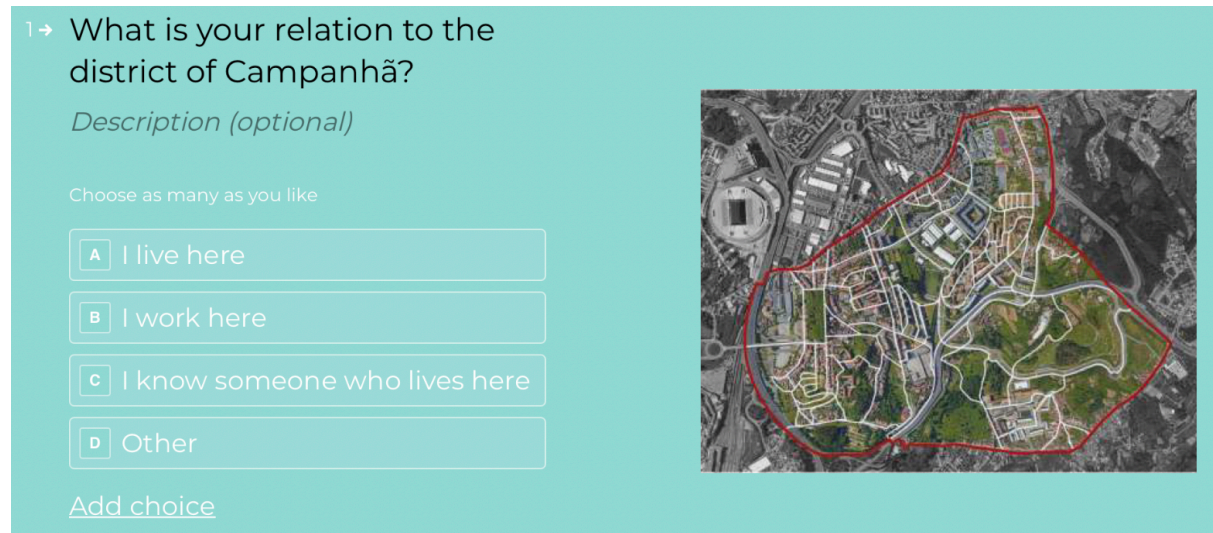 1→ What is your relation to the
district of Campanhã?
Description (optional)
Choose as many as you like
A I live here
B I work here
C I know someone who lives here
D Other
Add choice